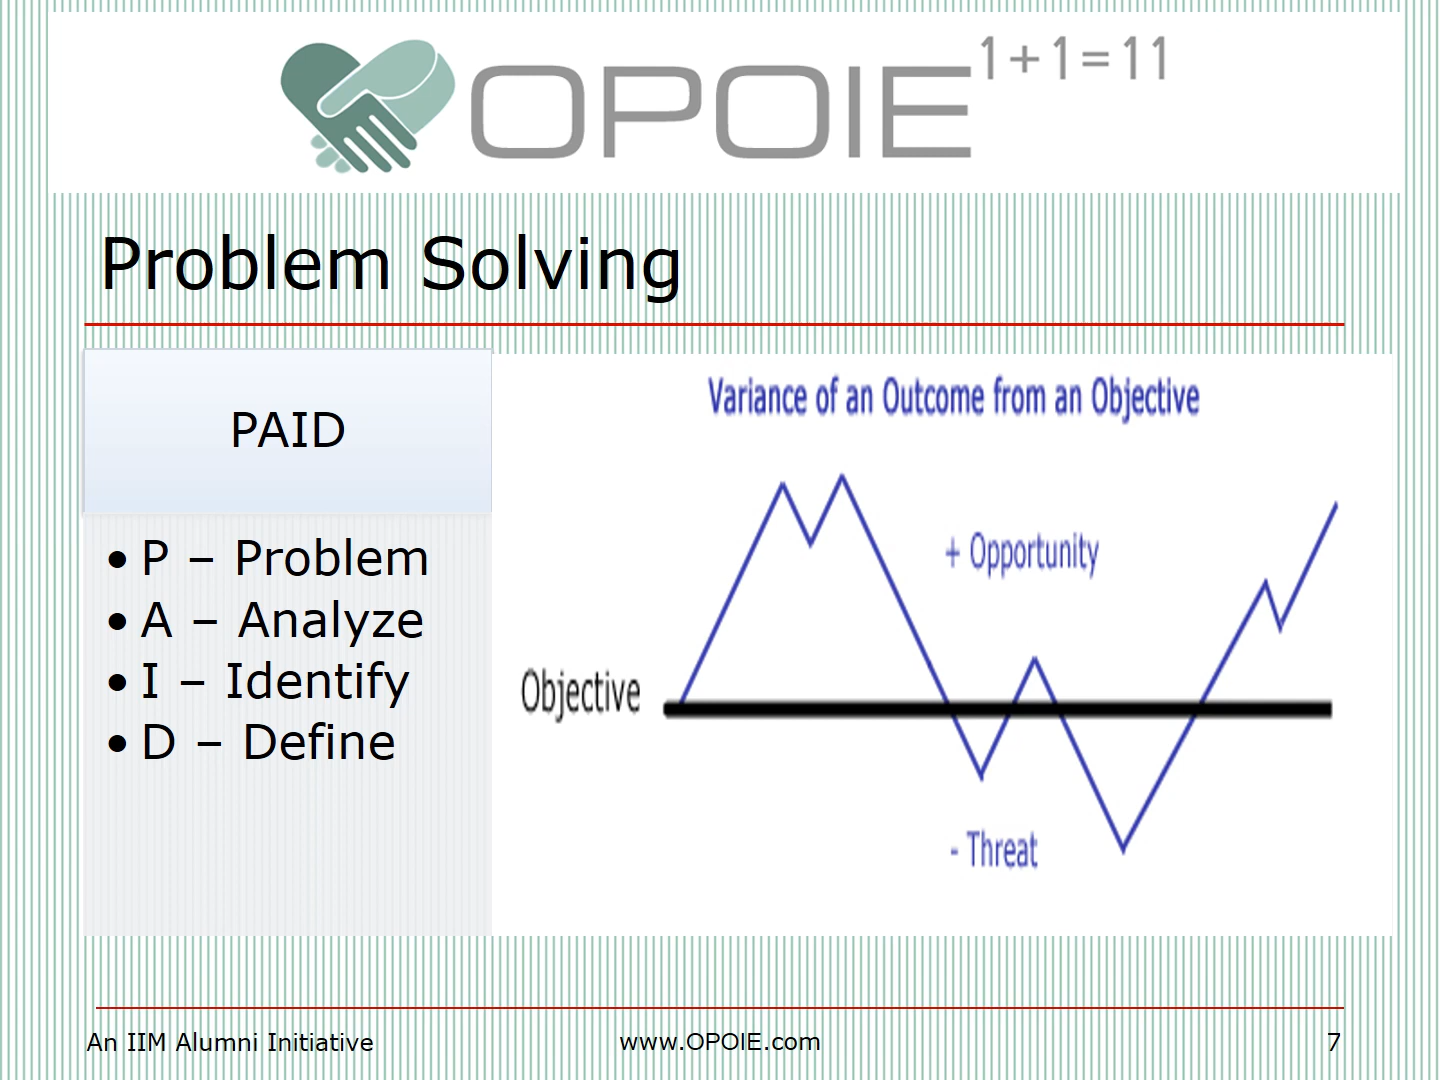 OPOIE 1+1=11
Problem Solving
PAID
• P – Problem
• A – Analyze
• I – Identify
• D – Define
Variance of an Outcome from an Objective
+ Opportunity
Objective
- Threat
An IIM Alumni Initiative
www.OPOIE.com
7